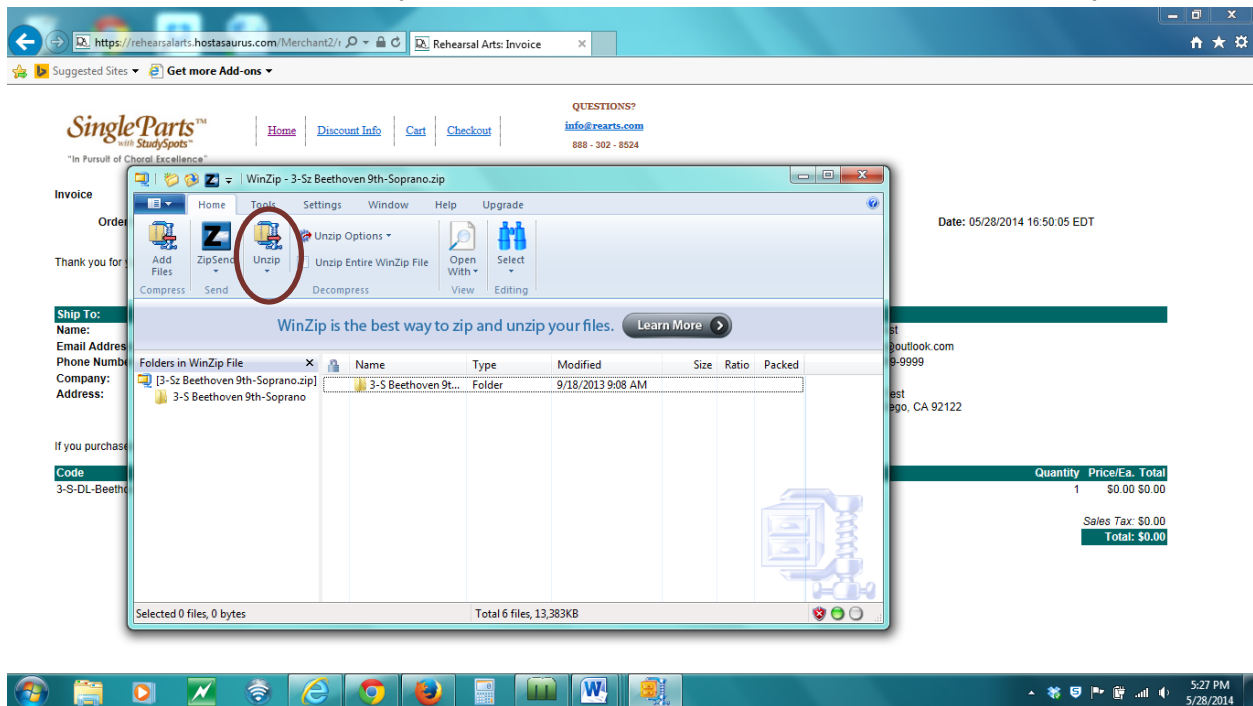 https://rehearsalarts.hostasaurus.com/Merchant2/r
Rehearsal Arts: Invoice
Suggested Sites
Get more Add-ons
SingleParts™
with StudySpots™
"In Pursuit of Choral Excellence"
Home
Discount Info
Cart
Checkout
QUESTIONS?
info@rearts.com
888 - 302 - 8524
Invoice
Order
Date: 05/28/2014 16:50:05 EDT
Thank you for
WinZip - 3-Sz Beethoven 9th-Soprano.zip
Home Tools Settings Window Help Upgrade
Add Files
ZipSend
Unzip
Unzip Options
Unzip Entire WinZip File
Open With
Select
Compress Send Decompress View Editing
WinZip is the best way to zip and unzip your files. Learn More
Folders in WinZip File
Name Type Modified Size Ratio Packed
[3-Sz Beethoven 9th-Soprano.zip]
3-S Beethoven 9th-Soprano
3-S Beethoven 9t... Folder 9/18/2013 9:08 AM
Selected 0 files, 0 bytes
Total 6 files, 13,383KB
Ship To:
Name:
Email Addres
Phone Numbe
Company:
Address:
st
@outlook.com
9-9999
est
ego, CA 92122
If you purchase
Code Quantity Price/Ea. Total
3-S-DL-Beetho 1 $0.00 $0.00
Sales Tax: $0.00
Total: $0.00
5:27 PM
5/28/2014